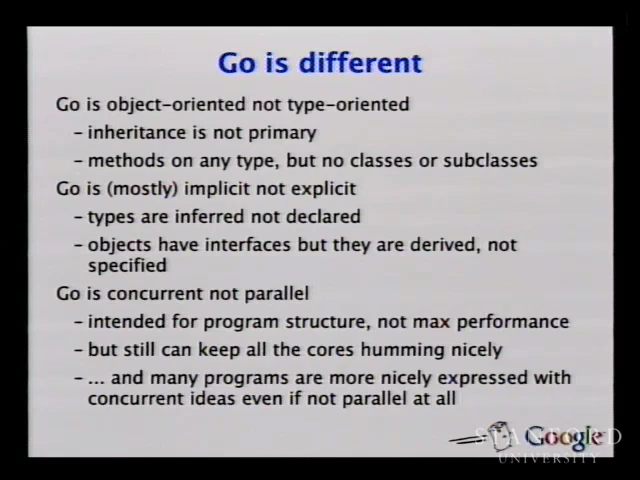 Go is different
Go is object-oriented not type-oriented
– inheritance is not primary
– methods on any type, but no classes or subclasses
Go is (mostly) implicit not explicit
– types are inferred not declared
– objects have interfaces but they are derived, not
specified
Go is concurrent not parallel
– intended for program structure, not max performance
– but still can keep all the cores humming nicely
– ... and many programs are more nicely expressed with
concurrent ideas even if not parallel at all
STANFORD
Google
UNIVERSITY